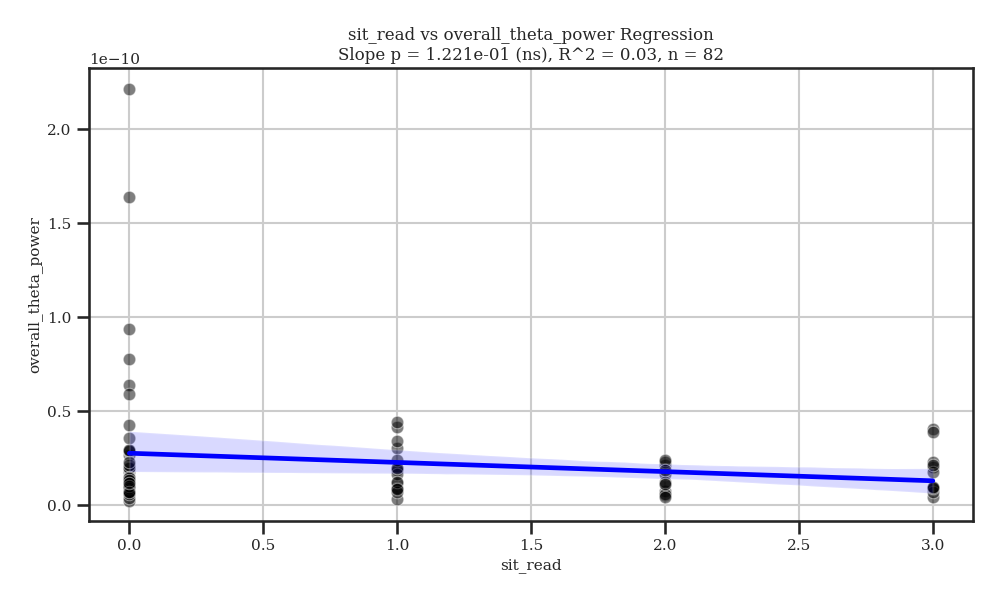 sit_read vs overall_theta_power Regression
Slope p = 1.221e-01 (ns), R^2 = 0.03, n = 82
1e−10
2.0
1.5
1.0
0.5
0.0
overall_theta_power
0.0 0.5 1.0 1.5 2.0 2.5 3.0
sit_read